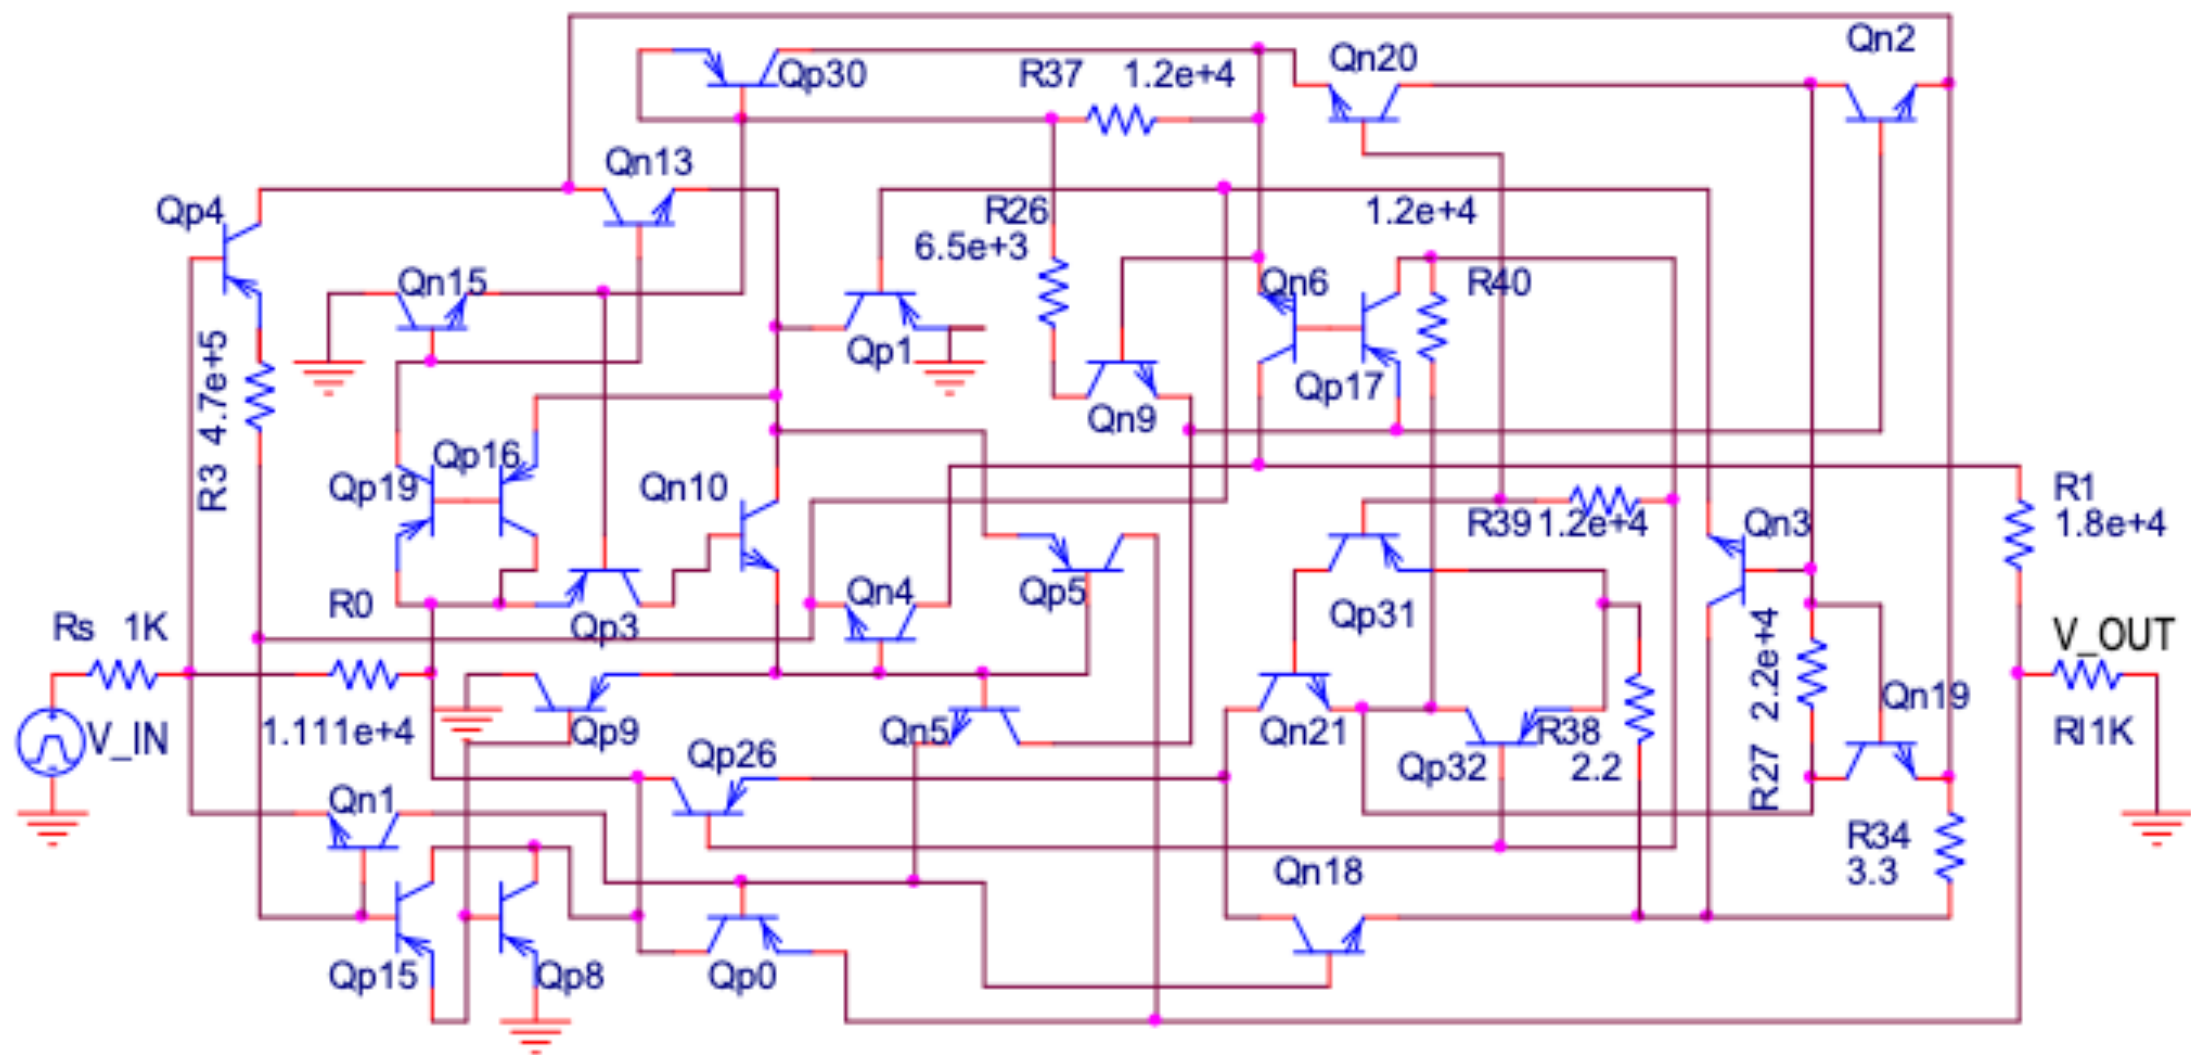 Qn2
Qn20
Qp30
R37 1.2e+4
Qn13
Qp4
R26
6.5e+3
1.2e+4
Qn15
Qn6
R40
Qp1
Qp17
R3 4.7e+5
Qn9
Qp16
Qp19
Qn10
R1
1.8e+4
R39 1.2e+4
Qn3
R0
Qn4
Qp5
Qp31
Qp3
Rs 1K
V_OUT
R27 2.2e+4
Qn19
1.111e+4
V_IN
Qp9
Qn5
Qn21
R38
2.2
Rl1K
Qp26
Qp32
Qn1
R34
3.3
Qn18
Qp15
Qp8
Qp0